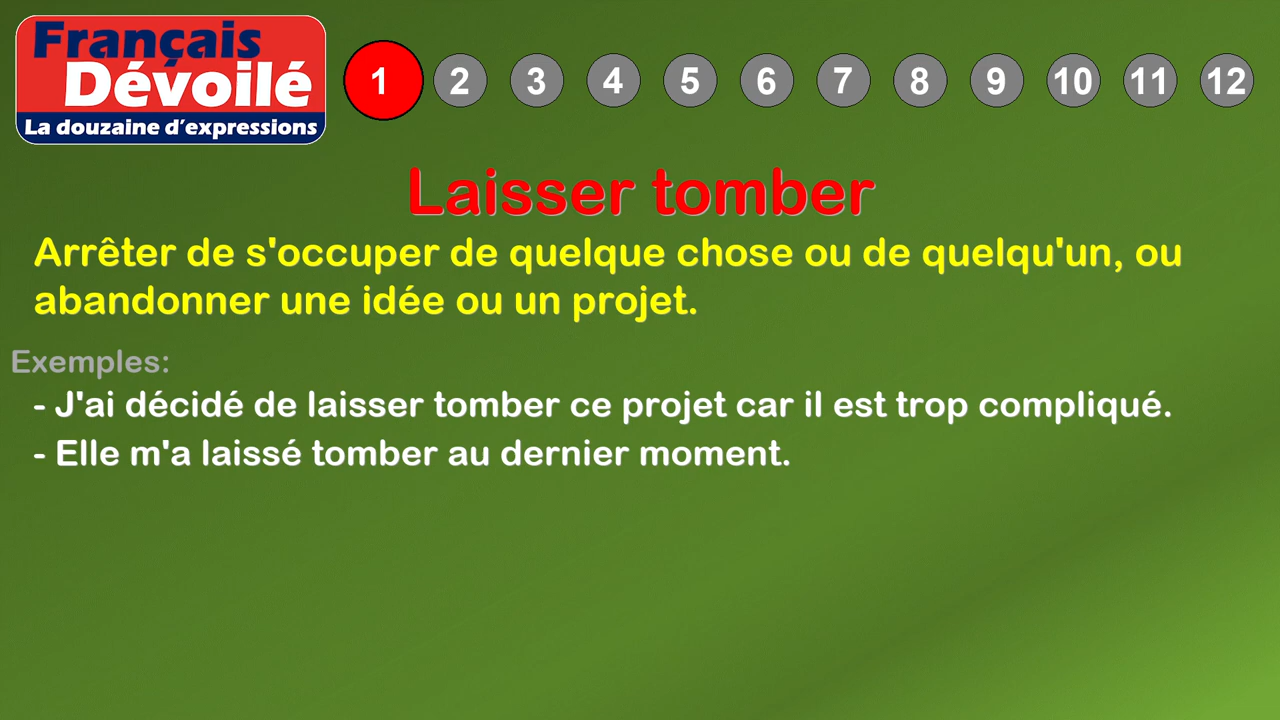 Français
Dévoilé
La douzaine d'expressions
1 2 3 4 5 6 7 8 9 10 11 12
Laisser tomber
Arrêter de s'occuper de quelque chose ou de quelqu'un, ou
abandonner une idée ou un projet.
Exemples:
- J'ai décidé de laisser tomber ce projet car il est trop compliqué.
- Elle m'a laissé tomber au dernier moment.